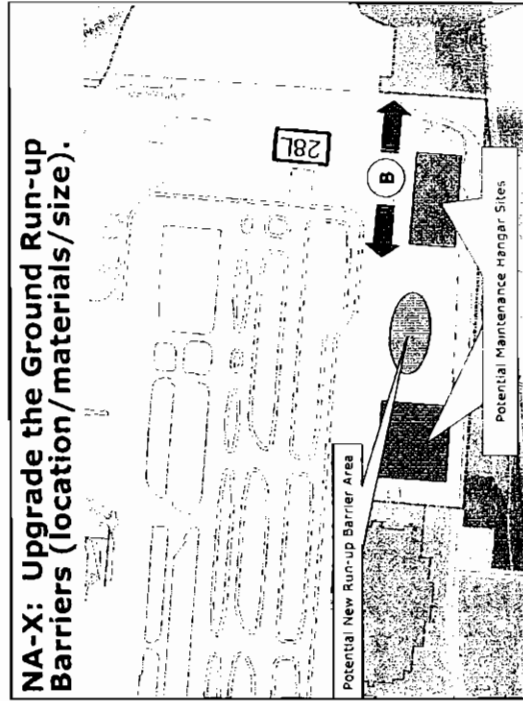 NA-X: Upgrade the Ground Run-up
Barriers (location/materials/size).
28L
B
Potential New Run-up Barrier Area
Potential Maintenance Hangar Sites